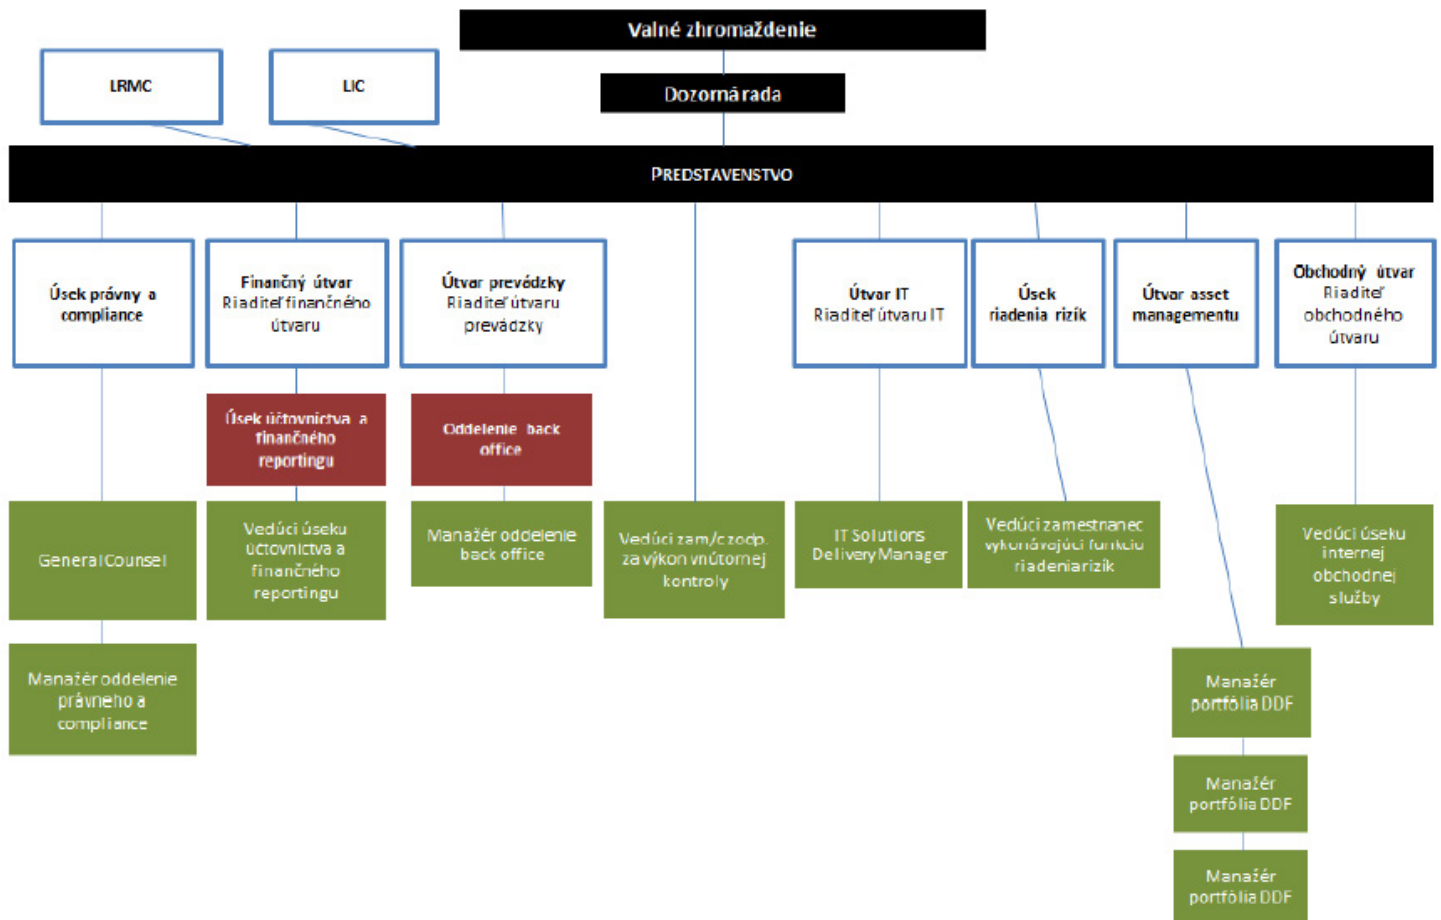 Valné zhromaždenie
LRMC
LIC
Dozorná rada
PREDSTAVENSTVO
Úsek právny a
compliance
Finančný útvar
Riaditeľ finančného
útvaru
Útvar prevádzky
Riaditeľ útvaru
prevádzky
Útvar IT
Riaditeľ útvaru IT
Úsek
riadenia rizík
Útvar asset
managementu
Obchodný útvar
Riaditeľ
obchodného
útvaru
Úsek účtovníctva a
finančného
reportingu
Oddelenie back
office
General Counsel
Vedúci úseku
účtovníctva a
finančného
reportingu
Manažér oddelenie
back office
Vedúci zam/c zodp.
za výkon vnútornej
kontroly
IT Solutions
Delivery Manager
Vedúci zamestnanec
vykonávajúci funkciu
riadenia rizík
Vedúci úseku
internej
obchodnej
služby
Manažér oddelenie
právneho a
compliance
Manažér
portfólia DDF
Manažér
portfólia DDF
Manažér
portfólia DDF